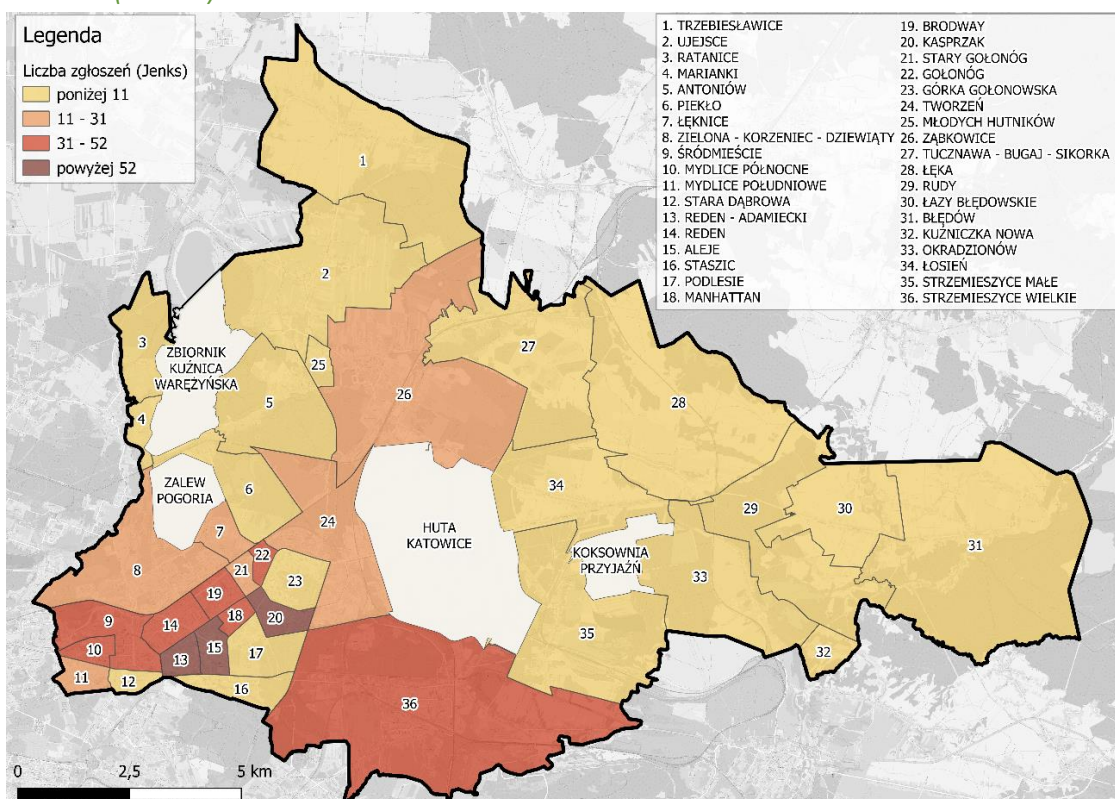 Legenda
Liczba zgłoszeń (Jenks)
poniżej 11
11 - 31
31 - 52
powyżej 52
1. TRZEBIESŁAWICE
2. UJEJSCE
3. RATANICE
4. MARIANKI
5. ANTONIÓW
6. PIEKŁO
7. ŁĘKNICE
8. ZIELONA - KORZENIEC - DZIEWIĄTY
9. ŚRÓDMIEŚCIE
10. MYDLICE PÓŁNOCNE
11. MYDLICE POŁUDNIOWE
12. STARA DĄBROWA
13. REDEN - ADAMIECKI
14. REDEN
15. ALEJE
16. STASZIC
17. PODLESIE
18. MANHATTAN
19. BRODWAY
20. KASPRZAK
21. STARY GOŁONÓG
22. GOŁONÓG
23. GÓRKA GOŁONOWSKA
24. TWORZEŃ
25. MŁODYCH HUTNIKÓW
26. ZĄBKOWICE
27. TUCZNAWA - BUGAJ - SIKORKA
28. ŁĘKA
29. RUDY
30. ŁAZY BŁĘDOWSKIE
31. BŁĘDÓW
32. KUŹNICZKA NOWA
33. OKRADZIONÓW
34. ŁOSIEŃ
35. STRZEMIESZYCE MAŁE
36. STRZEMIESZYCE WIELKIE
1
2
3
ZBIORNIK
KUŹNICA
WARĘŻYŃSKA
25
27
4
5
26
28
ZALEW
POGORIA
6
34
7
24
HUTA
KATOWICE
29
30
KOKSOWNIA
PRZYJAŹŃ
31
8
22
21
23
33
19
18
20
9
14
10
13
15
17
35
32
11
12
16
36
0
2,5
5 km